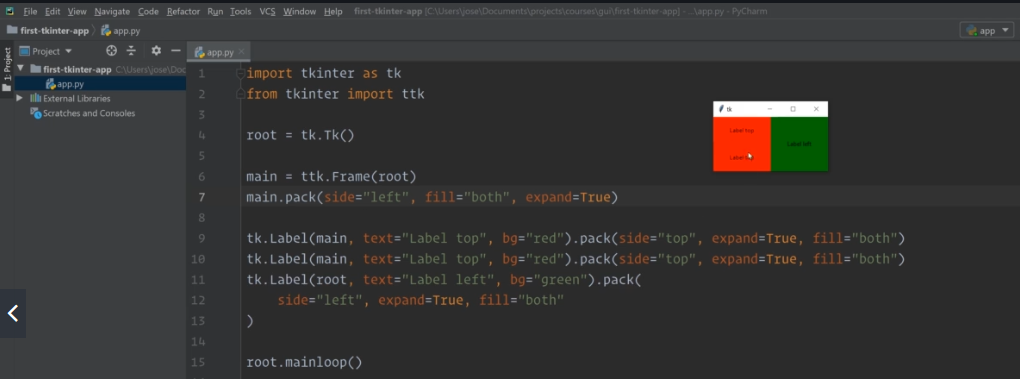 File Edit View Navigate Code Refactor Run Tools VCS Window Help first-tkinter-app [C:\Users\jose\Documents\projects\courses\gui\first-tkinter-app] - ...\app.py - PyCharm
first-tkinter-app app.py app
1: Project
Project app.py
first-tkinter-app C:\Users\jose\Doc
app.py
External Libraries
Scratches and Consoles
1 import tkinter as tk
2 from tkinter import ttk
3
4 root = tk.Tk()
5
6 main = ttk.Frame(root)
7 main.pack(side="left", fill="both", expand=True)
8
9 tk.Label(main, text="Label top", bg="red").pack(side="top", expand=True, fill="both")
10 tk.Label(main, text="Label top", bg="red").pack(side="top", expand=True, fill="both")
11 tk.Label(root, text="Label left", bg="green").pack(
12 side="left", expand=True, fill="both"
13 )
14
15 root.mainloop()
tk
Label top
Label left
Label